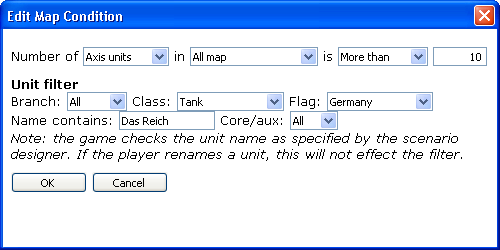 Edit Map Condition
Number of Axis units in All map is More than 10
Unit filter
Branch: All Class: Tank Flag: Germany
Name contains: Das Reich Core/aux: All
Note: the game checks the unit name as specified by the scenario
designer. If the player renames a unit, this will not effect the filter.
OK Cancel